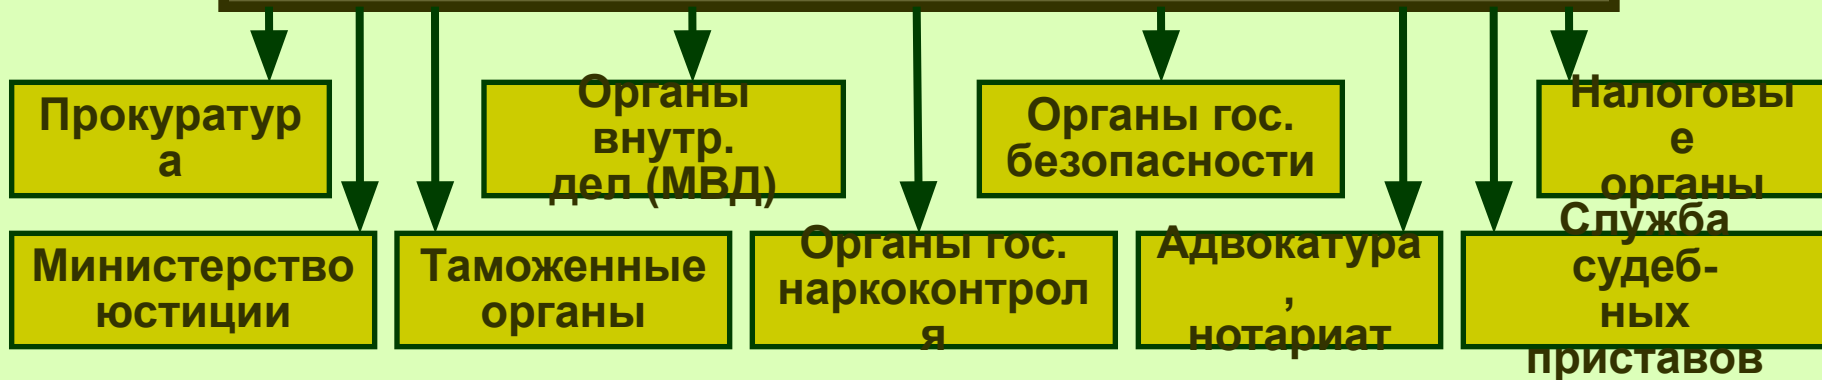 Прокуратур
а
Органы
внутр.
дел (МВД)
Органы гос.
безопасности
Налоговы
е
органы
Министерство
юстиции
Таможенные
органы
Органы гос.
наркоконтрол
я
Адвокатура
,
нотариат
Служба
судеб-
ных
приставов